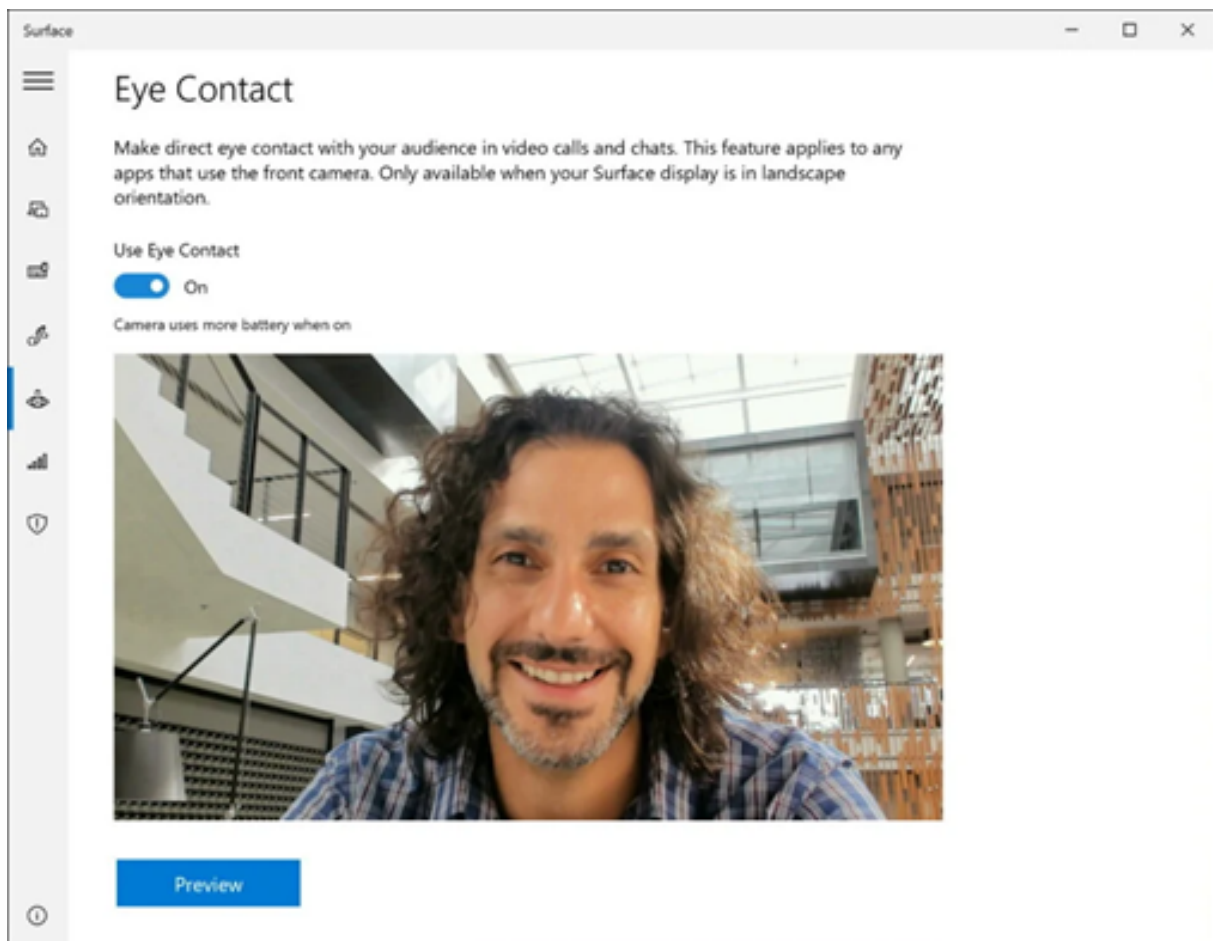 Surface
Eye Contact
Make direct eye contact with your audience in video calls and chats. This feature applies to any
apps that use the front camera. Only available when your Surface display is in landscape
orientation.
Use Eye Contact
On
Camera uses more battery when on
Preview